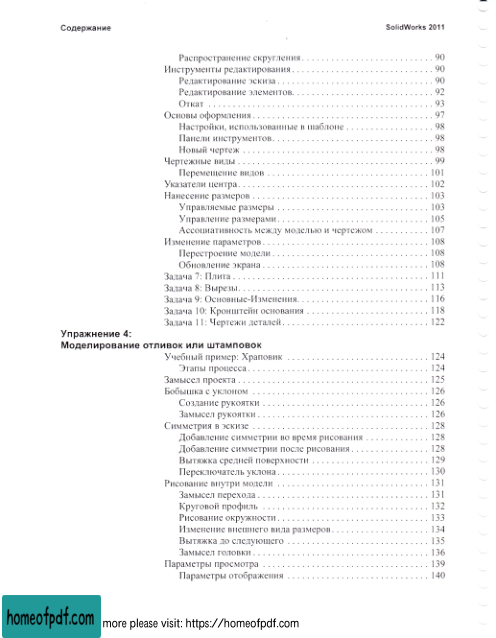 Содержание SolidWorks 2011
Распространение скругления 90
Инструменты редактирования 90
Редактирование эскиза 90
Редактирование элементов 92
Откат 93
Основы оформления 97
Настройки, использованные в шаблоне 98
Панели инструментов 98
Новый чертеж 98
Чертежные виды 99
Перемещение видов 101
Указатели центра 102
Нанесение размеров 103
Управляемые размеры 103
Управление размерами 105
Ассоциативность между моделью и чертежом 107
Изменение параметров 108
Перестроение модели 108
Обновление экрана 108
Задача 7: Плита 111
Задача 8: Вырезы 113
Задача 9: Основные-Изменения 116
Задача 10: Кронштейн основания 118
Задача 11: Чертежи деталей 122
Упражнение 4:
Моделирование отливок или штамповок
Учебный пример: Храповик 124
Этапы процесса 124
Замысел проекта 125
Бобышка с уклоном 126
Создание рукоятки 126
Замысел рукоятки 126
Симметрия в эскизе 128
Добавление симметрии во время рисования 128
Добавление симметрии после рисования 128
Вытяжка средней поверхности 129
Переключатель уклона 130
Рисование внутри модели 131
Замысел перехода 131
Круговой профиль 132
Рисование окружности 133
Изменение внешнего вида размеров 134
Вытяжка до следующего 135
Замысел головки 136
Параметры просмотра 139
Параметры отображения 140
homeofpdf.com more please visit: https://homeofpdf.com